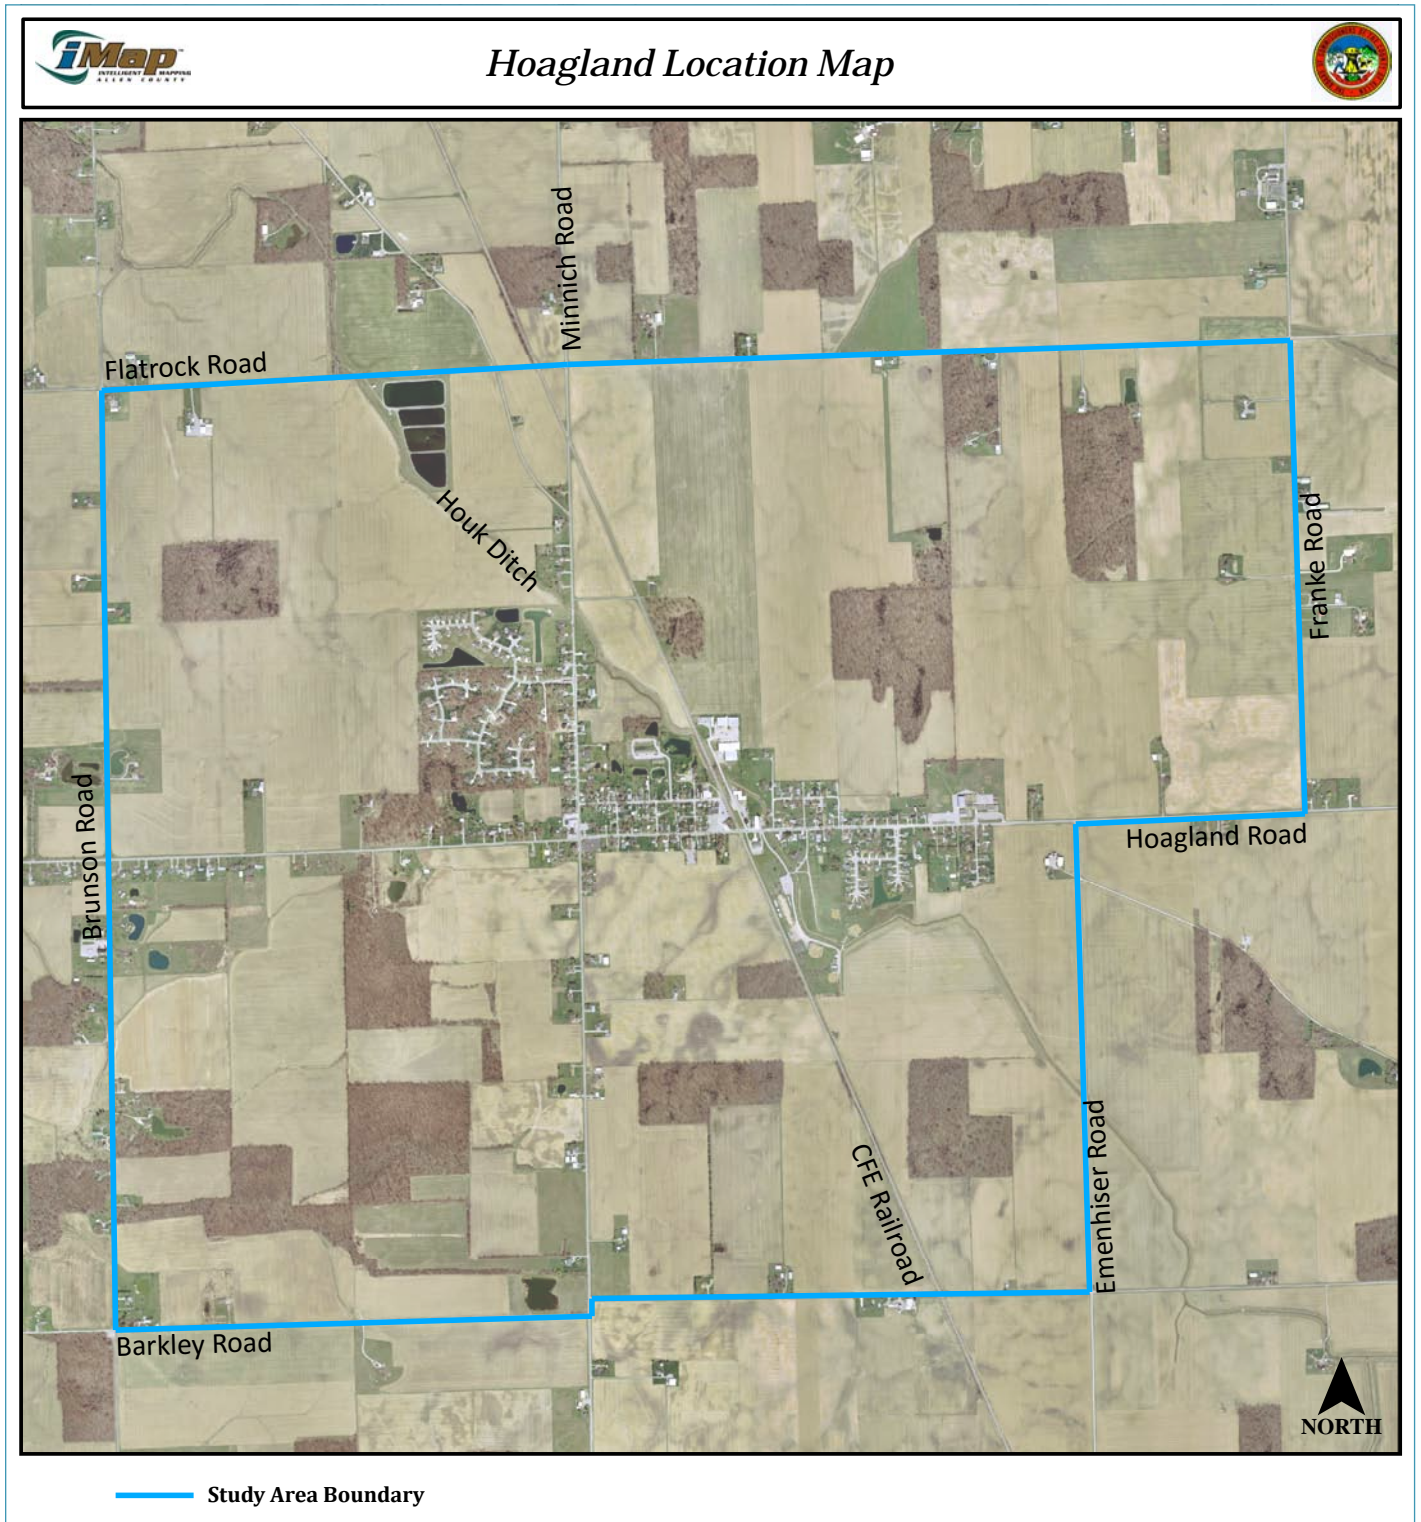 iMap™
INTELLIGENT MAPPING
ALLEN COUNTY
Hoagland Location Map
Minnich Road
Flatrock Road
Houk Ditch
Franke Road
Brunson Road
Hoagland Road
CFE Railroad
Emenhiser Road
Barkley Road
NORTH
Study Area Boundary